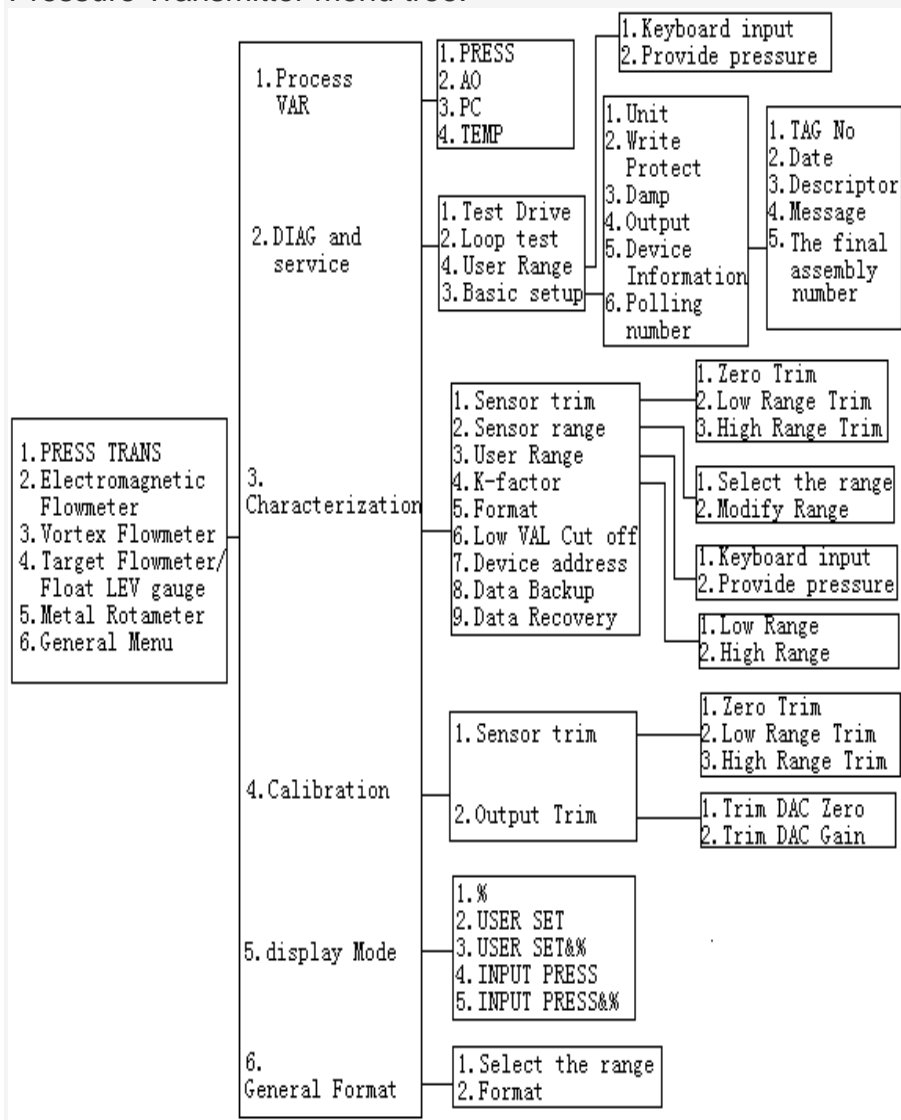 Pressure Transmitter menu tree:
1.PRESS TRANS
2.Electromagnetic
Flowmeter
3.Vortex Flowmeter
4.Target Flowmeter/
Float LEV gauge
5.Metal Rotameter
6.General Menu
1.Process
VAR
2.DIAG and
service
3.
Characterization
4.Calibration
5.display Mode
6.
General Format
1.PRESS
2.AO
3.PC
4.TEMP
1.Test Drive
2.Loop test
4.User Range
3.Basic setup
1.Keyboard input
2.Provide pressure
1.Unit
2.Write
Protect
3.Damp
4.Output
5.Device
Information
6.Polling
number
1.TAG No
2.Date
3.Descriptor
4.Message
5.The final
assembly
number
1.Sensor trim
2.Sensor range
3.User Range
4.K-factor
5.Format
6.Low VAL Cut off
7.Device address
8.Data Backup
9.Data Recovery
1.Zero Trim
2.Low Range Trim
3.High Range Trim
1.Select the range
2.Modify Range
1.Keyboard input
2.Provide pressure
1.Low Range
2.High Range
1.Sensor trim
2.Output Trim
1.Zero Trim
2.Low Range Trim
3.High Range Trim
1.Trim DAC Zero
2.Trim DAC Gain
1.%
2.USER SET
3.USER SET&%
4.INPUT PRESS
5.INPUT PRESS&%
1.Select the range
2.Format